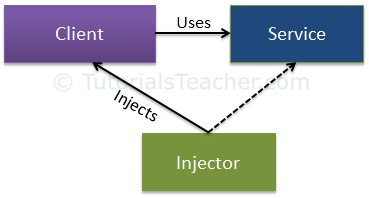 Client
Uses
Service
© TutorialsTeacher.com
Injects
Injector